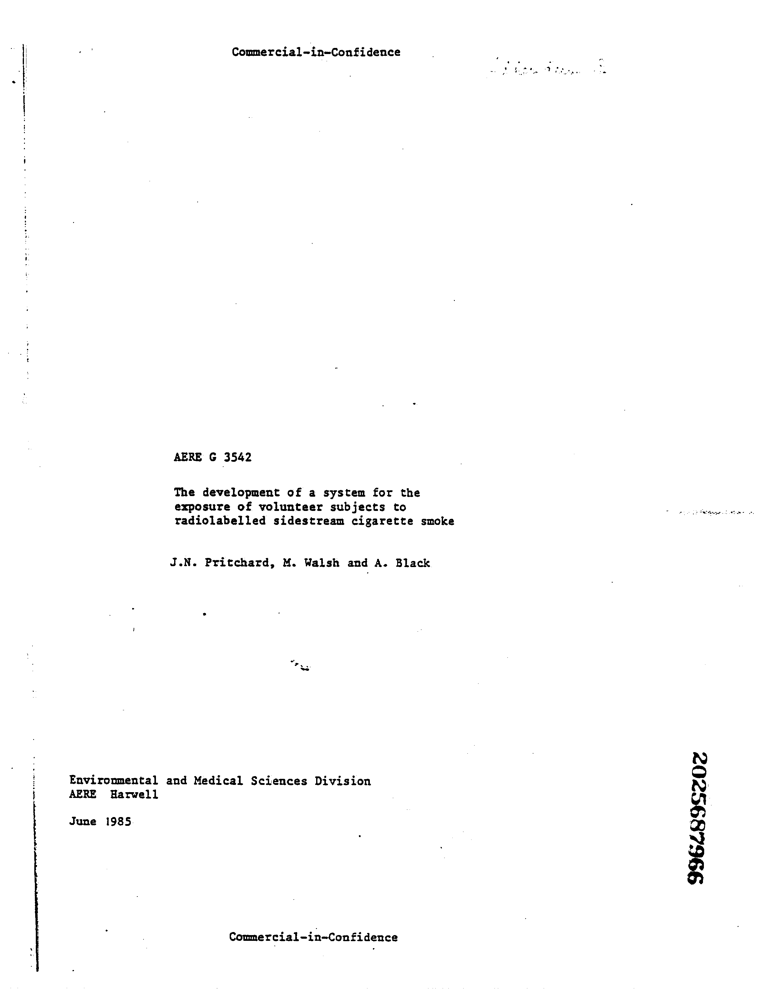 Commercial-in-Confidence
AERE G 3542
The development of a system for the
exposure of volunteer subjects to
radiolabelled sidestream cigarette smoke
J.N. Pritchard, M. Walsh and A. Black
Environmental and Medical Sciences Division
AERE Harwell
June 1985
2025687966
Commercial-in-Confidence